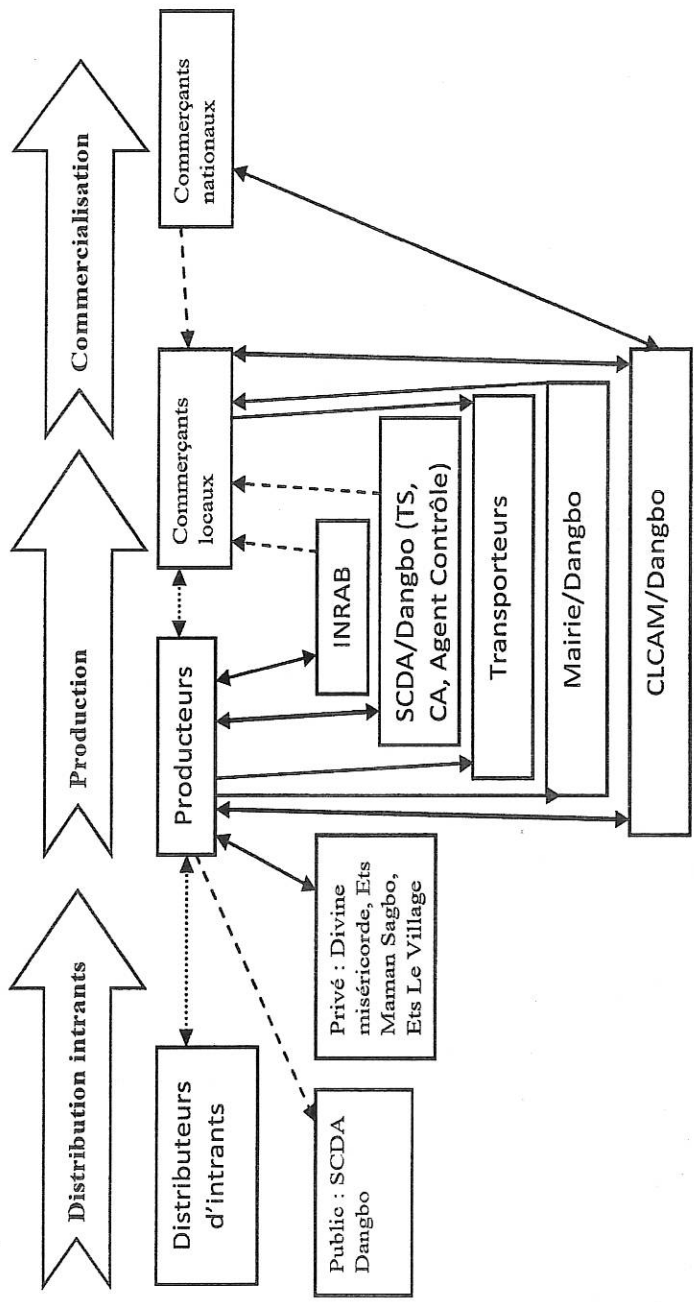 Distribution intrants
Production
Commercialisation
Distributeurs
d'intrants
Producteurs
Commerçants
locaux
Commerçants
nationaux
Public : SCDA
Dangbo
Privé : Divine
miséricorde, Ets
Maman Sagbo,
Ets Le Village
INRAB
SCDA/Dangbo (TS,
CA, Agent Contrôle)
Transporteurs
Mairie/Dangbo
CLCAM/Dangbo